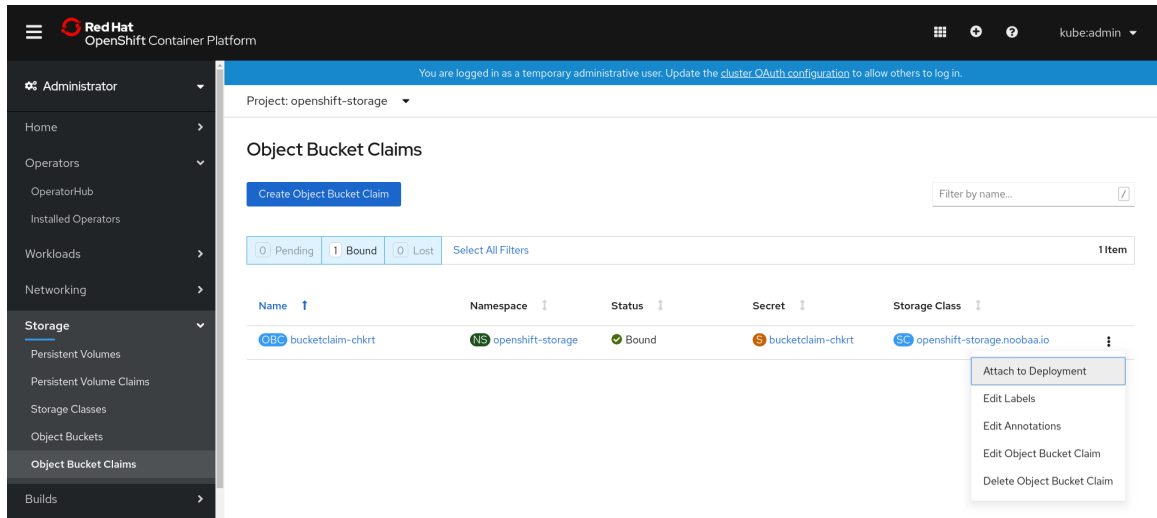 Red Hat
OpenShift Container Platform
kube:admin
Administrator
You are logged in as a temporary administrative user. Update the cluster OAuth configuration to allow others to log in.
Project: openshift-storage
Home
Operators
OperatorHub
Installed Operators
Workloads
Networking
Storage
Persistent Volumes
Persistent Volume Claims
Storage Classes
Object Buckets
Object Bucket Claims
Builds
Object Bucket Claims
Create Object Bucket Claim
Filter by name... /
0 Pending 1 Bound 0 Lost Select All Filters 1 Item
Name Namespace Status Secret Storage Class
OBC bucketclaim-chkrt NS openshift-storage Bound S bucketclaim-chkrt SC openshift-storage.noobaa.io
Attach to Deployment
Edit Labels
Edit Annotations
Edit Object Bucket Claim
Delete Object Bucket Claim